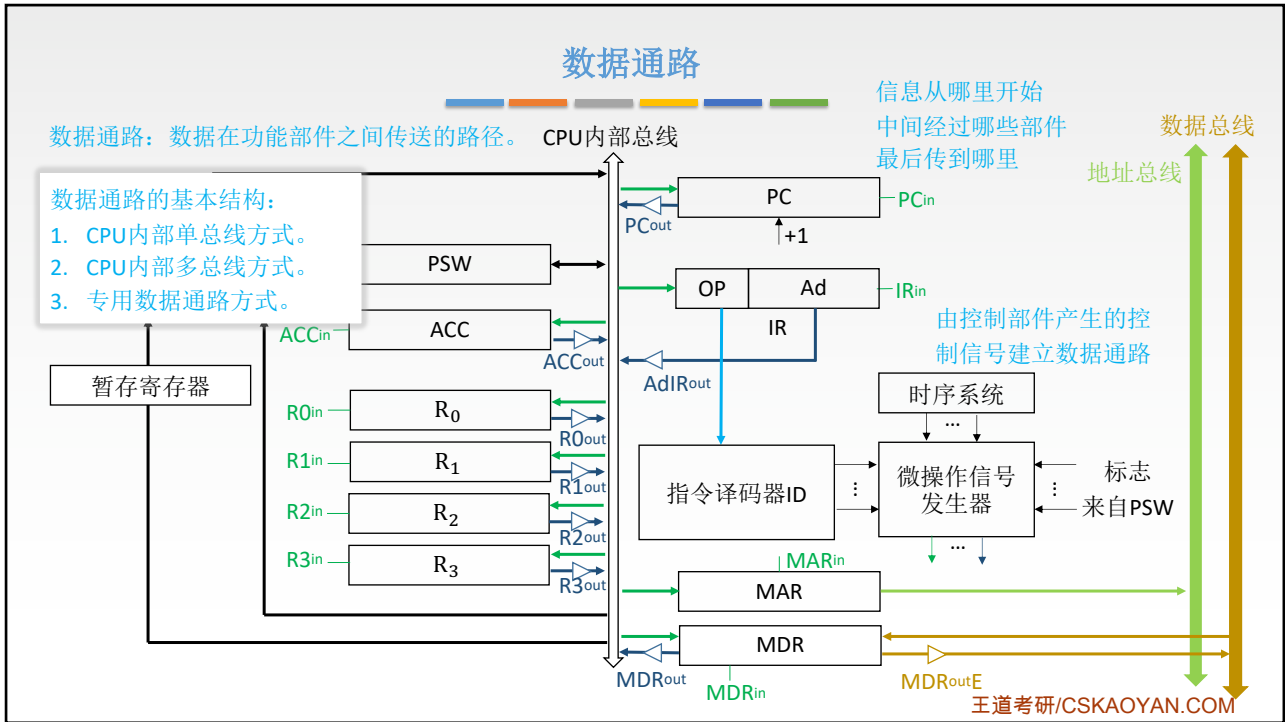 数据通路
信息从哪里开始
中间经过哪些部件
最后传到哪里
数据总线
地址总线
数据通路：数据在功能部件之间传送的路径。
CPU内部总线
数据通路的基本结构：
1. CPU内部单总线方式。
2. CPU内部多总线方式。
3. 专用数据通路方式。
PC
PCin
PCout
+1
PSW
OP
Ad
IRin
IR
ACCin
ACC
ACCout
AdIRout
由控制部件产生的控
制信号建立数据通路
暂存寄存器
时序系统
...
R0in
R0
R0out
R1in
R1
R1out
R2in
R2
R2out
R3in
R3
R3out
指令译码器ID
...
微操作信号
发生器
...
标志
来自PSW
...
MARin
MAR
MDR
MDRout
MDRin
MDRoutE
王道考研/CSKAOYAN.COM